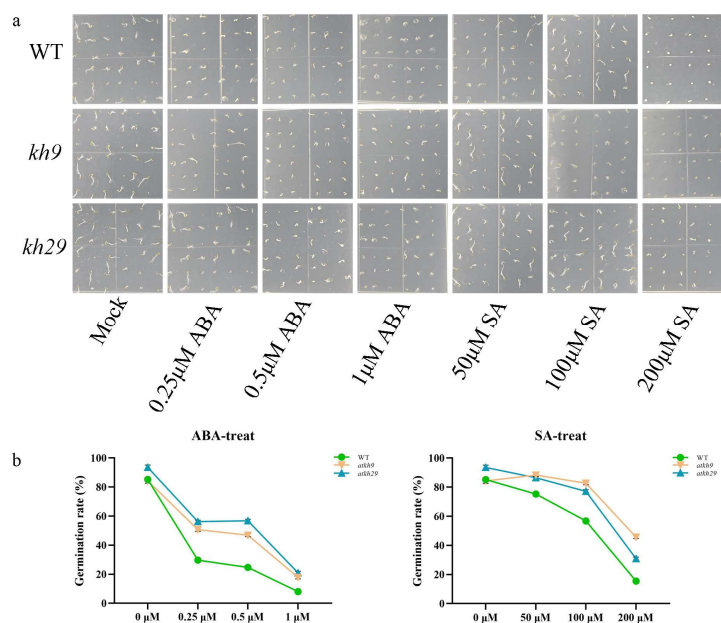 a
WT
kh9
kh29
Mock
0.25μM ABA
0.5μM ABA
1μM ABA
50μM SA
100μM SA
200μM SA
b
ABA-treat
WT
atkh9
atkh29
Germination rate (%)
100
80
60
40
20
0
0 μM
0.25 μM
0.5 μM
1 μM
SA-treat
WT
atkh9
atkh29
Germination rate (%)
100
80
60
40
20
0
0 μM
50 μM
100 μM
200 μM